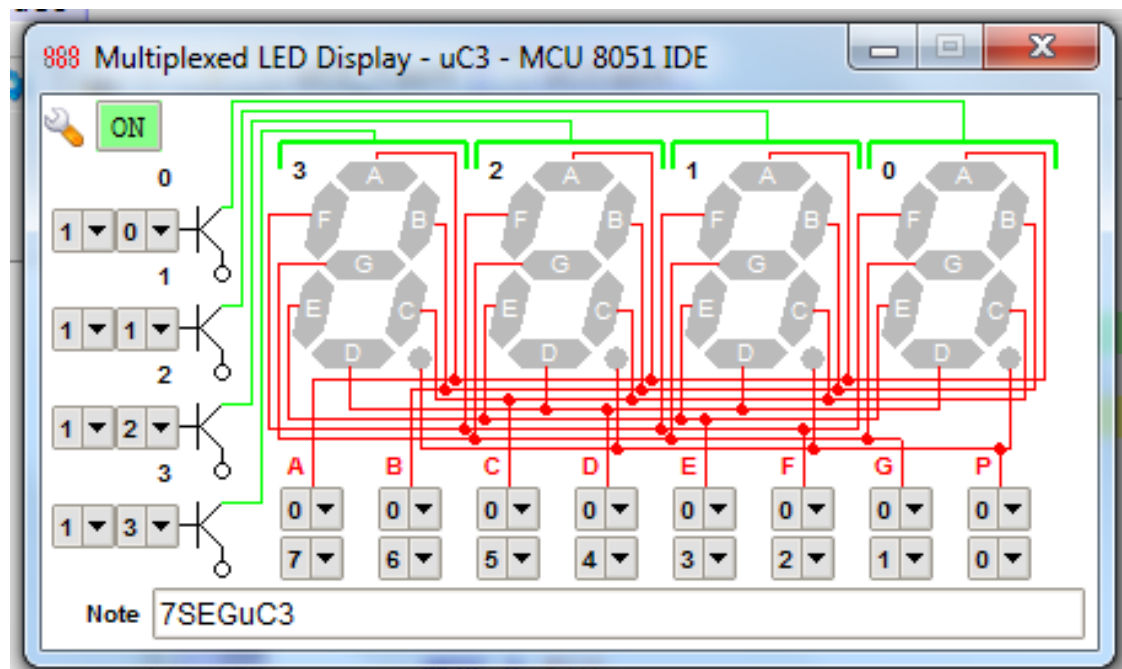 888 Multiplexed LED Display - uC3 - MCU 8051 IDE
ON
3 2 1 0
A A A A
F B F B F B F B
G G G G
E C E C E C E C
D D D D
0
1 0
1
1 1
2
1 2
3
1 3
A B C D E F G P
0 0 0 0 0 0 0 0
7 6 5 4 3 2 1 0
Note 7SEGuC3